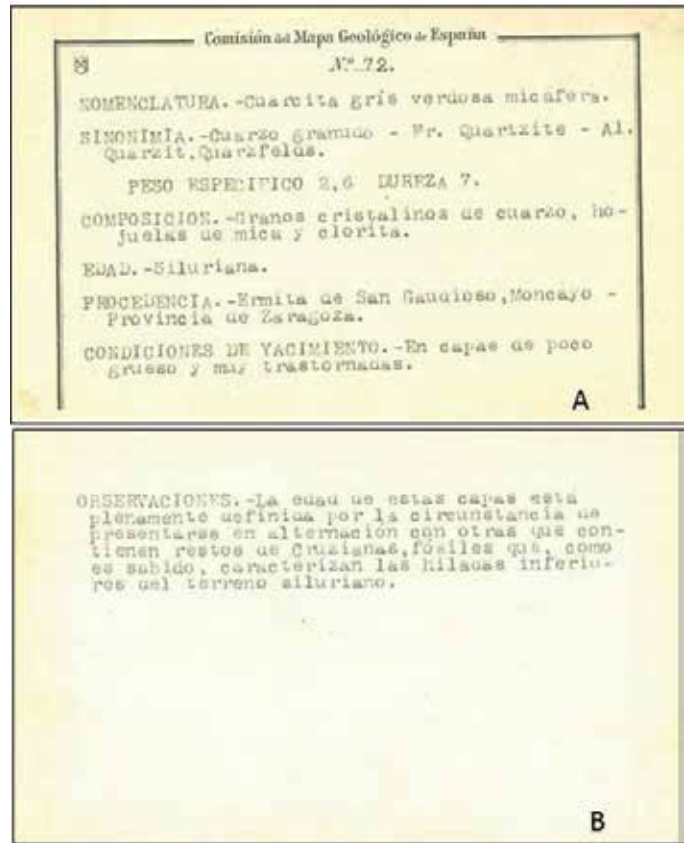 Comisión del Mapa Geológico de España
N.º 72.
NOMENCLATURA.-Cuarcita gris verdosa micáfera.
SINONIMIA.-Cuarzo granudo - Fr. Quartzite - Al.
Quarzit,Quarzfelds.
PESO ESPECIFICO 2,6 DUREZA 7.
COMPOSICION.-Granos cristalinos de cuarzo, ho-
juelas de mica y clorita.
EDAD.-Siluriana.
PROCEDENCIA.-Ermita de San Gaudioso,Moncayo -
Provincia de Zaragoza.
CONDICIONES DE YACIMIENTO.-En capas de poco
grueso y muy trastornadas.
A
OBSERVACIONES.-La edad de estas capas está
plenamente definida por la circunstancia de
presentarse en alternación con otras que con-
tienen restos de Cruzianas,fósiles que, como
es sabido, caracterizan las hiladas inferio-
res del terreno siluriano.
B